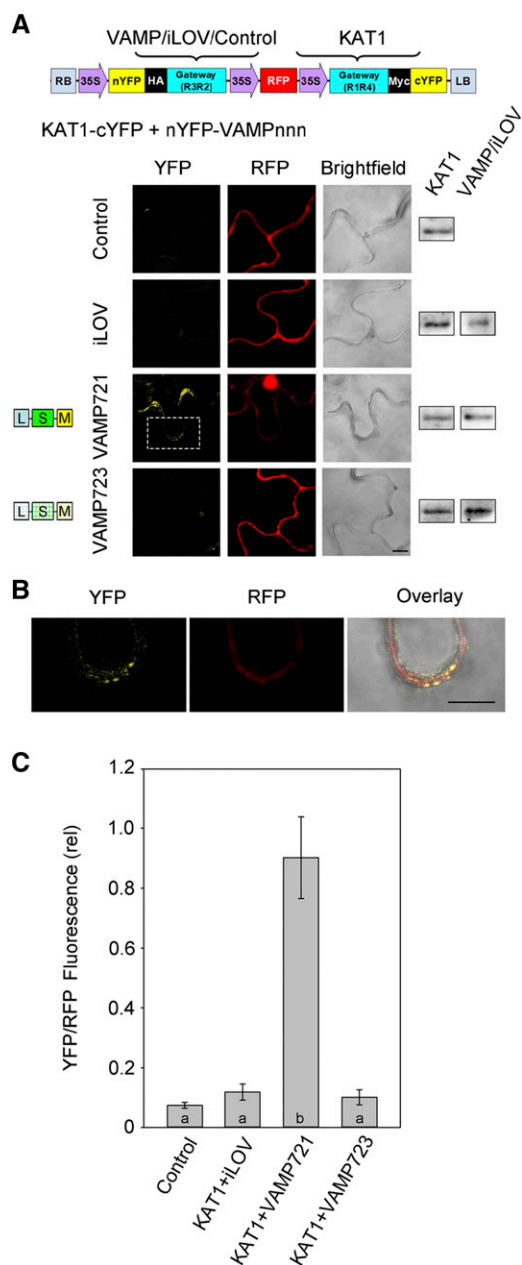 A
VAMP/iLOV/Control KAT1
RB 35S nYFP HA Gateway (R3R2) 35S RFP 35S Gateway (R1R4) Myc cYFP LB
KAT1-cYFP + nYFP-VAMPnnn
YFP RFP Brightfield KAT1 VAMP/iLOV
Control
iLOV
L S M VAMP721
L S M VAMP723
B
YFP RFP Overlay
C
YFP/RFP Fluorescence (rel)
1.2
1.0
0.8
0.6
0.4
0.2
0
a a b a
Control KAT1+iLOV KAT1+VAMP721 KAT1+VAMP723